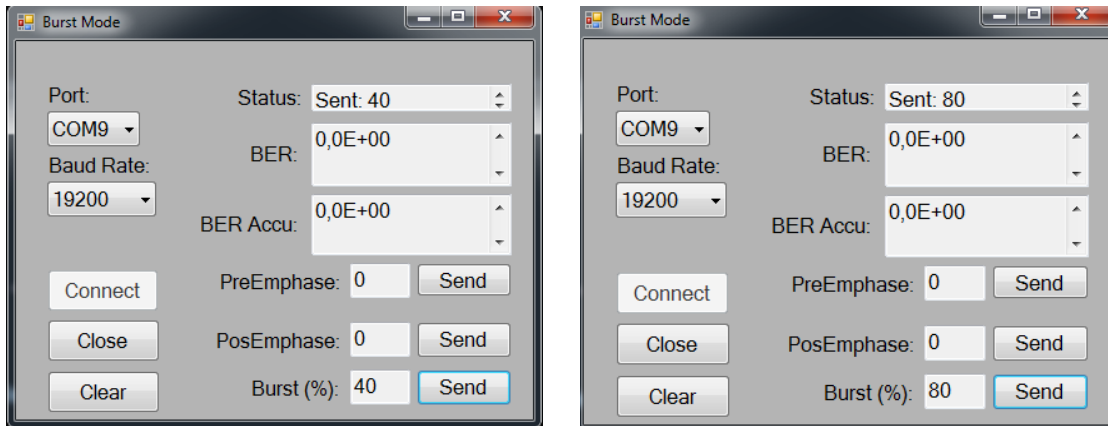 Burst Mode
Port:
Status: Sent: 40
COM9
BER: 0,0E+00
Baud Rate:
19200
BER Accu: 0,0E+00
Connect
PreEmphase: 0 Send
Close
PosEmphase: 0 Send
Clear
Burst (%): 40 Send
Burst Mode
Port:
Status: Sent: 80
COM9
BER: 0,0E+00
Baud Rate:
19200
BER Accu: 0,0E+00
Connect
PreEmphase: 0 Send
Close
PosEmphase: 0 Send
Clear
Burst (%): 80 Send